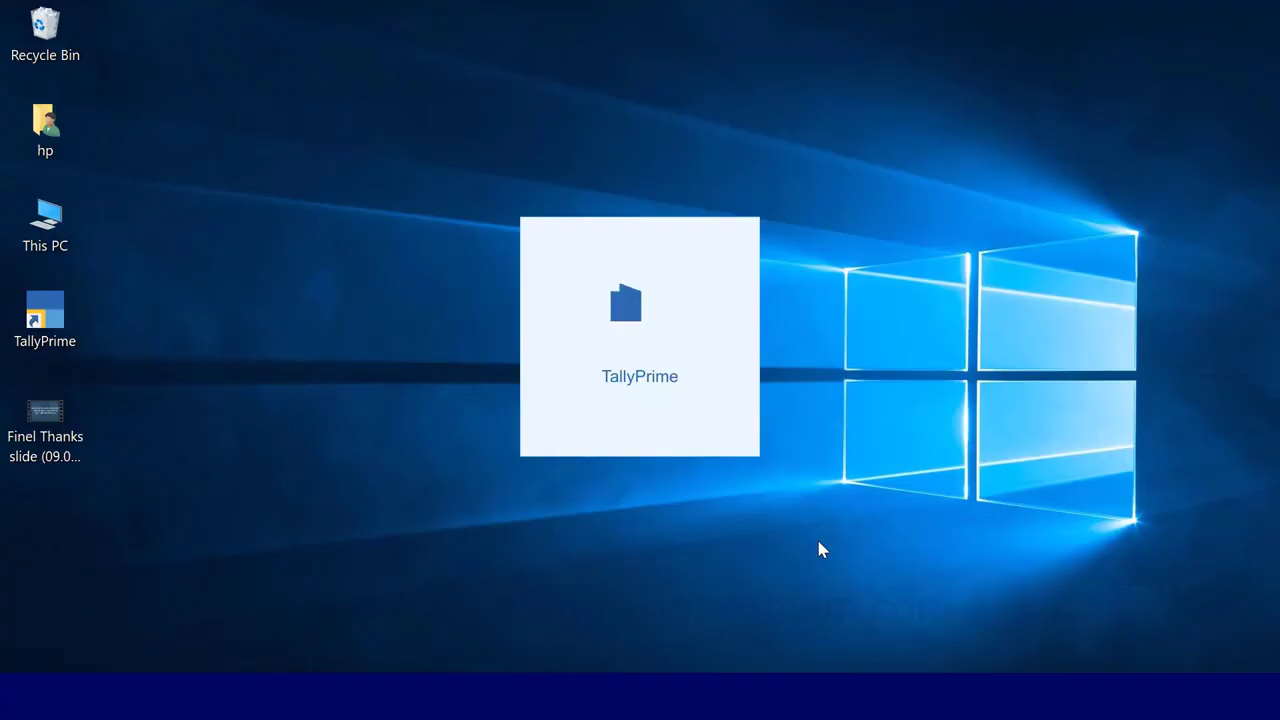 Recycle Bin
hp
This PC
TallyPrime
Finel Thanks
slide (09.0...
TallyPrime